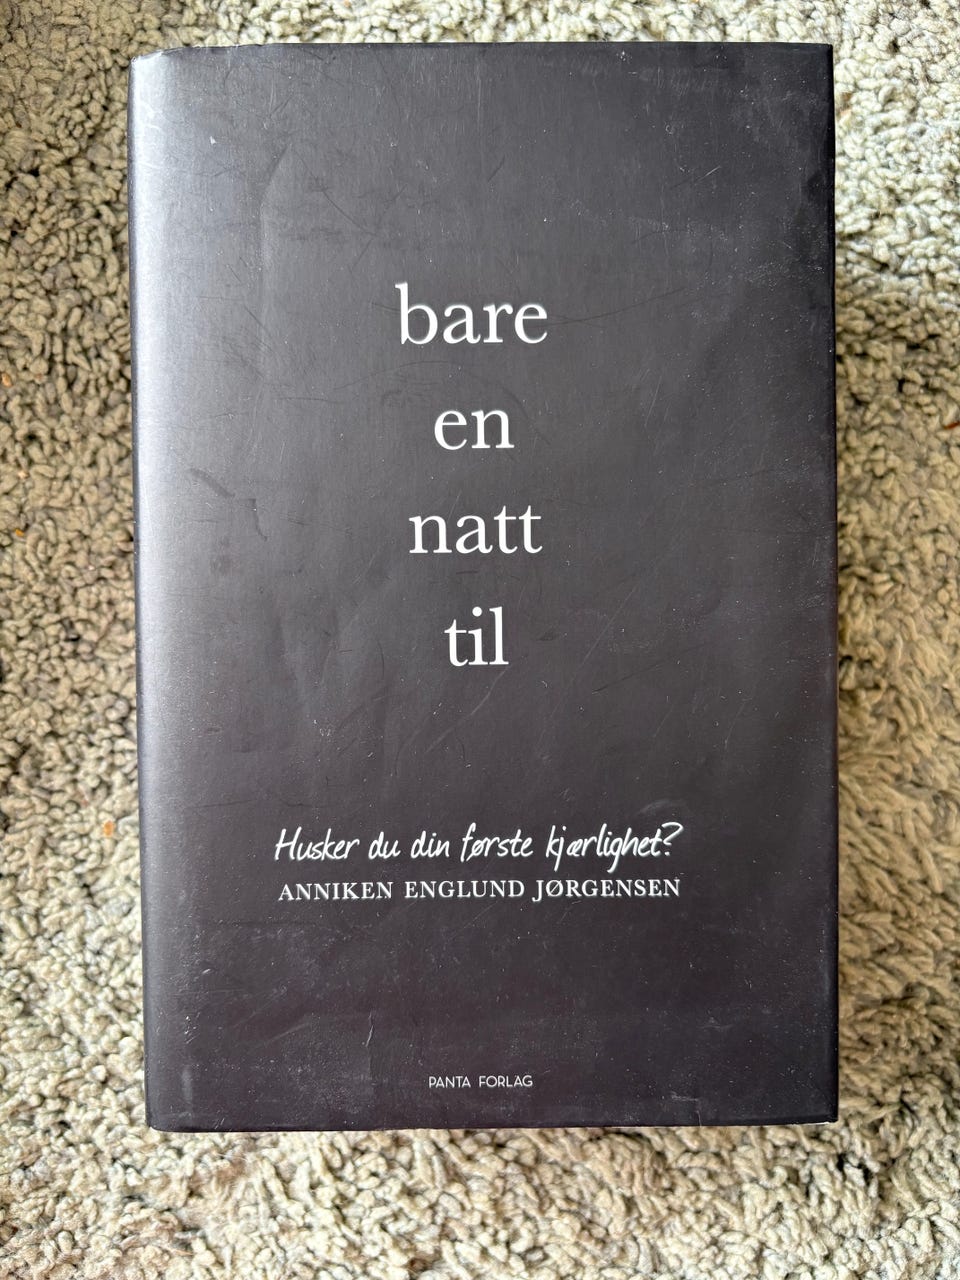 bare
en
natt
til
Husker du din første kjærlighet?
ANNIKEN ENGLUND JØRGENSEN
PANTA FORLAG